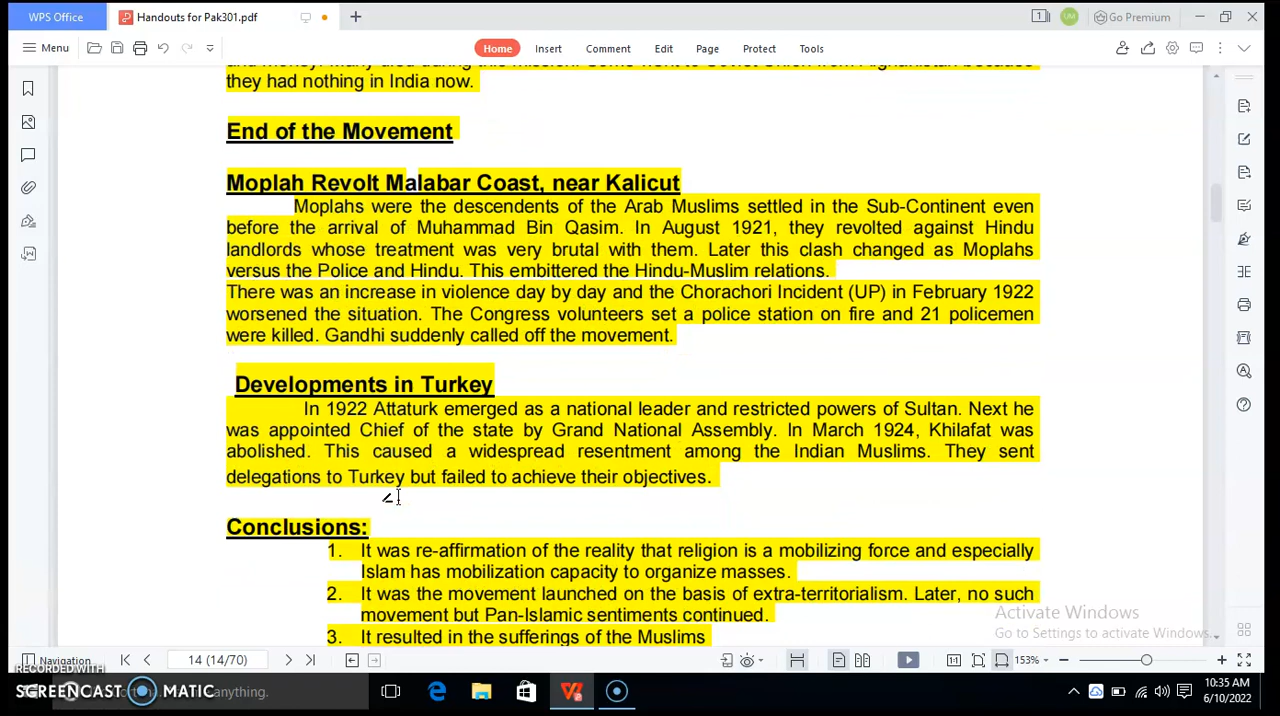 WPS Office
Handouts for Pak301.pdf
1
UM
Go Premium
Menu
Home
Insert
Comment
Edit
Page
Protect
Tools
they had nothing in India now.
End of the Movement
Moplah Revolt Malabar Coast, near Kalicut
Moplahs were the descendents of the Arab Muslims settled in the Sub-Continent even
before the arrival of Muhammad Bin Qasim. In August 1921, they revolted against Hindu
landlords whose treatment was very brutal with them. Later this clash changed as Moplahs
versus the Police and Hindu. This embittered the Hindu-Muslim relations.
There was an increase in violence day by day and the Chorachori Incident (UP) in February 1922
worsened the situation. The Congress volunteers set a police station on fire and 21 policemen
were killed. Gandhi suddenly called off the movement.
Developments in Turkey
In 1922 Attaturk emerged as a national leader and restricted powers of Sultan. Next he
was appointed Chief of the state by Grand National Assembly. In March 1924, Khilafat was
abolished. This caused a widespread resentment among the Indian Muslims. They sent
delegations to Turkey but failed to achieve their objectives.
Conclusions:
1. It was re-affirmation of the reality that religion is a mobilizing force and especially
Islam has mobilization capacity to organize masses.
2. It was the movement launched on the basis of extra-territorialism. Later, no such
movement but Pan-Islamic sentiments continued.
3. It resulted in the sufferings of the Muslims
Activate Windows
Go to Settings to activate Windows.
Navigation
14 (14/70)
153%
RECORDED WITH
SCREENCAST MATIC
anything.
10:35 AM
6/10/2022